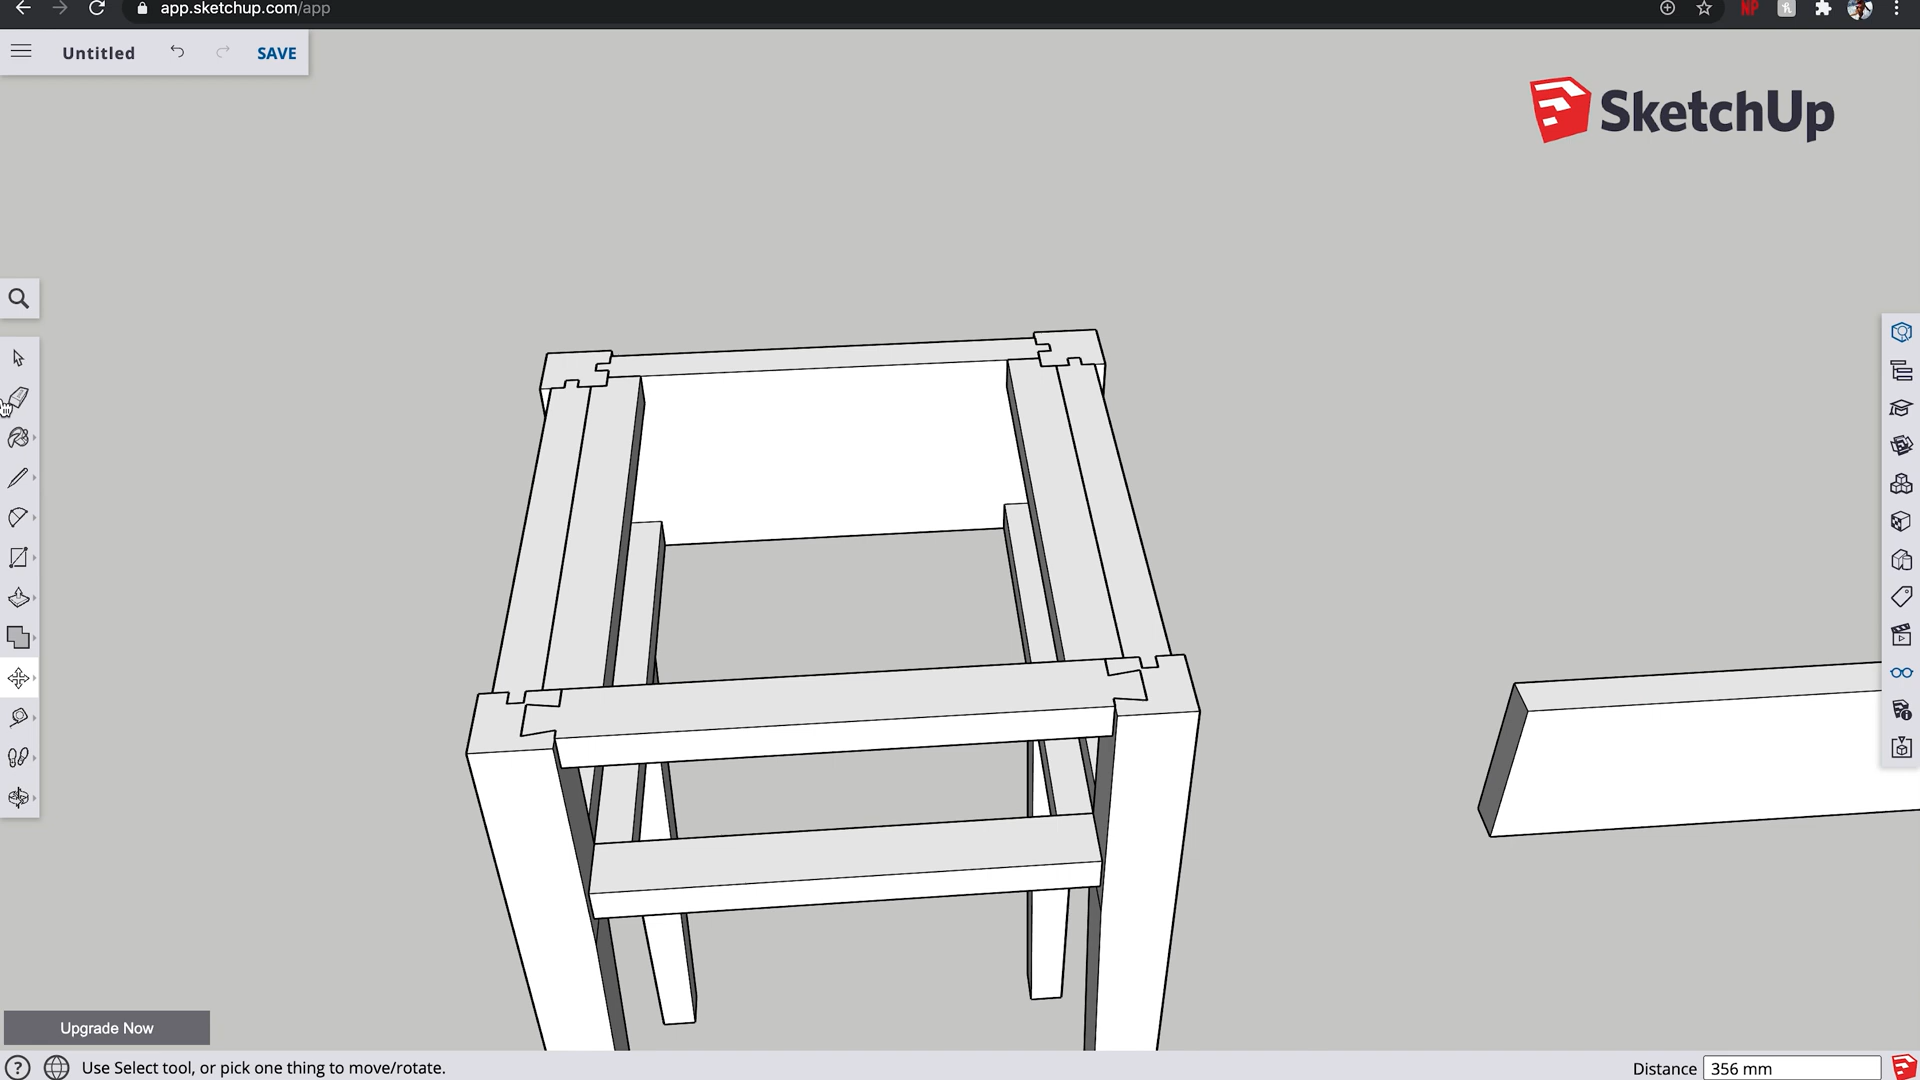 app.sketchup.com/app
NP
Untitled
SAVE
SketchUp
Upgrade Now
Use Select tool, or pick one thing to move/rotate.
Distance 356 mm